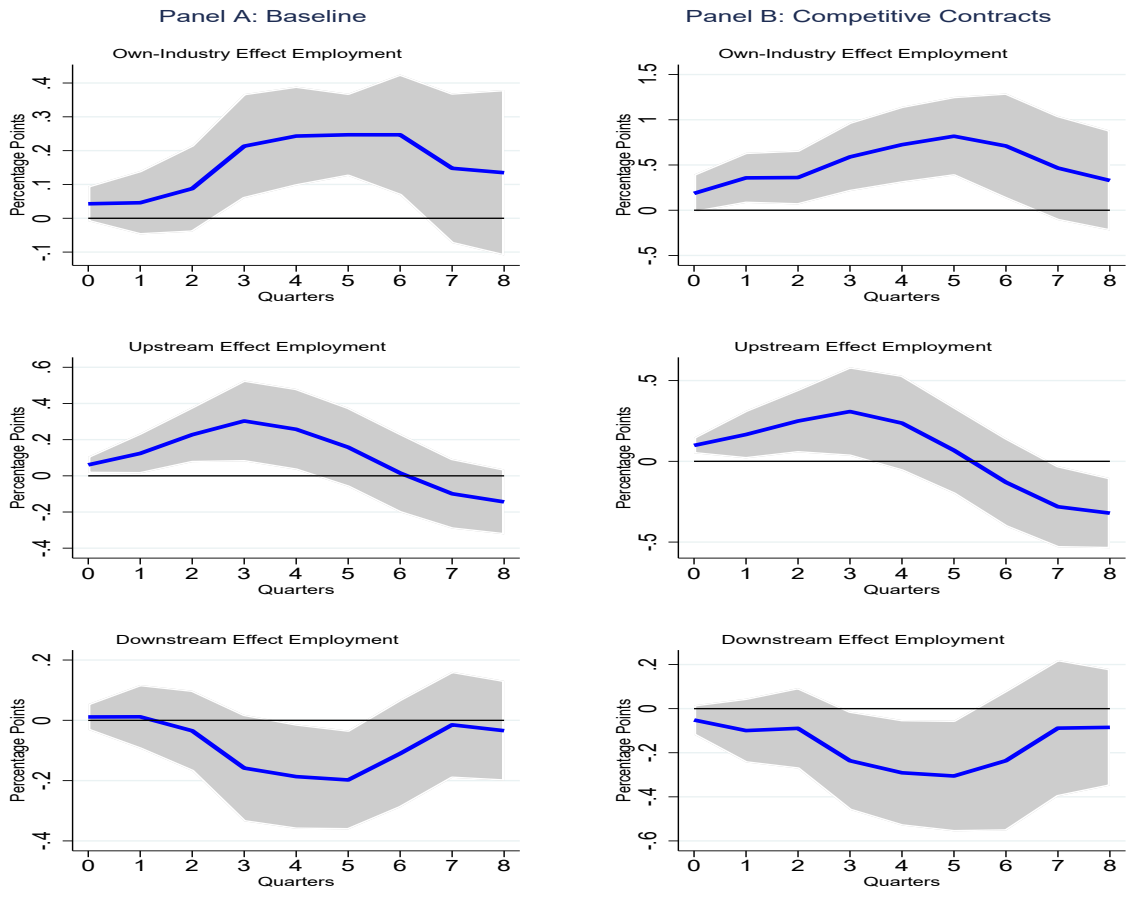 Panel A: Baseline
Panel B: Competitive Contracts
Own-Industry Effect Employment
Percentage Points
.4
.3
.2
.1
0
-.1
0 1 2 3 4 5 6 7 8
Quarters
Own-Industry Effect Employment
Percentage Points
1.5
1
.5
0
-.5
0 1 2 3 4 5 6 7 8
Quarters
Upstream Effect Employment
Percentage Points
.6
.4
.2
0
-.2
-.4
0 1 2 3 4 5 6 7 8
Quarters
Upstream Effect Employment
Percentage Points
.5
0
-.5
0 1 2 3 4 5 6 7 8
Quarters
Downstream Effect Employment
Percentage Points
.2
0
-.2
-.4
0 1 2 3 4 5 6 7 8
Quarters
Downstream Effect Employment
Percentage Points
.2
0
-.2
-.4
-.6
0 1 2 3 4 5 6 7 8
Quarters